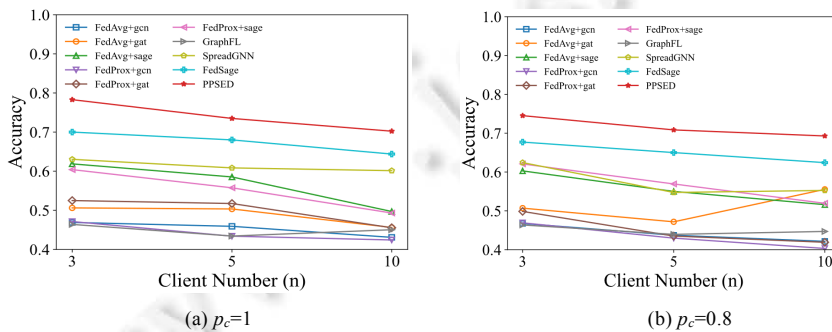 1.0
0.9
0.8
0.7
0.6
0.5
0.4
Accuracy
FedAvg+gcn
FedAvg+gat
FedAvg+sage
FedProx+gcn
FedProx+gat
FedProx+sage
GraphFL
SpreadGNN
FedSage
PPSED
3 5 10
Client Number (n)
(a) p_c=1
1.0
0.9
0.8
0.7
0.6
0.5
0.4
Accuracy
FedAvg+gcn
FedAvg+gat
FedAvg+sage
FedProx+gcn
FedProx+gat
FedProx+sage
GraphFL
SpreadGNN
FedSage
PPSED
3 5 10
Client Number (n)
(b) p_c=0.8